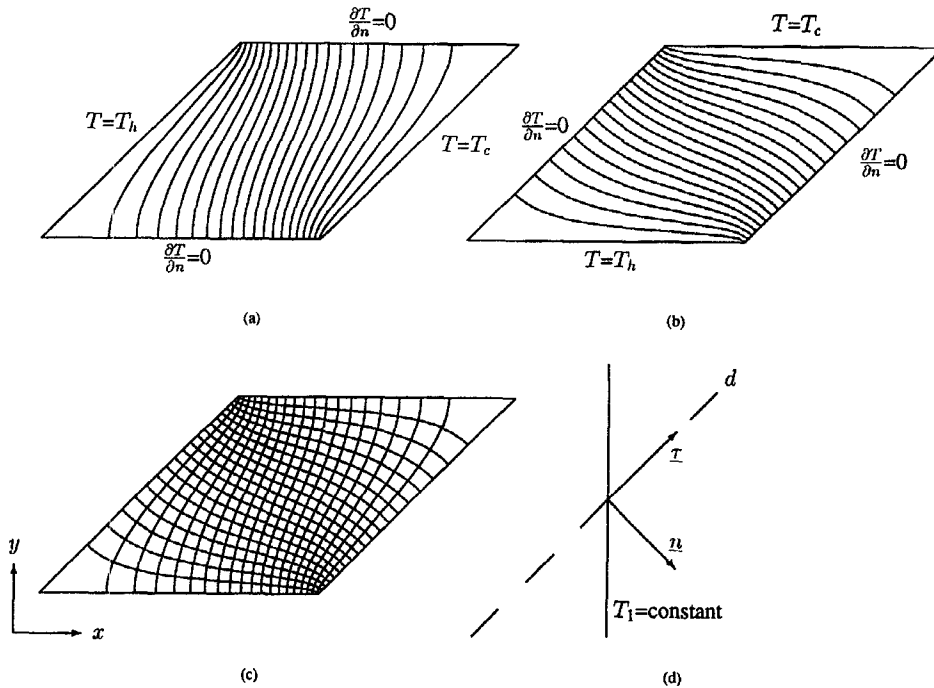 ∂T/∂n=0
T=T_h
T=T_c
∂T/∂n=0
(a)
T=T_c
∂T/∂n=0
∂T/∂n=0
T=T_h
(b)
y
x
(c)
d
τ
n
T_1=constant
(d)